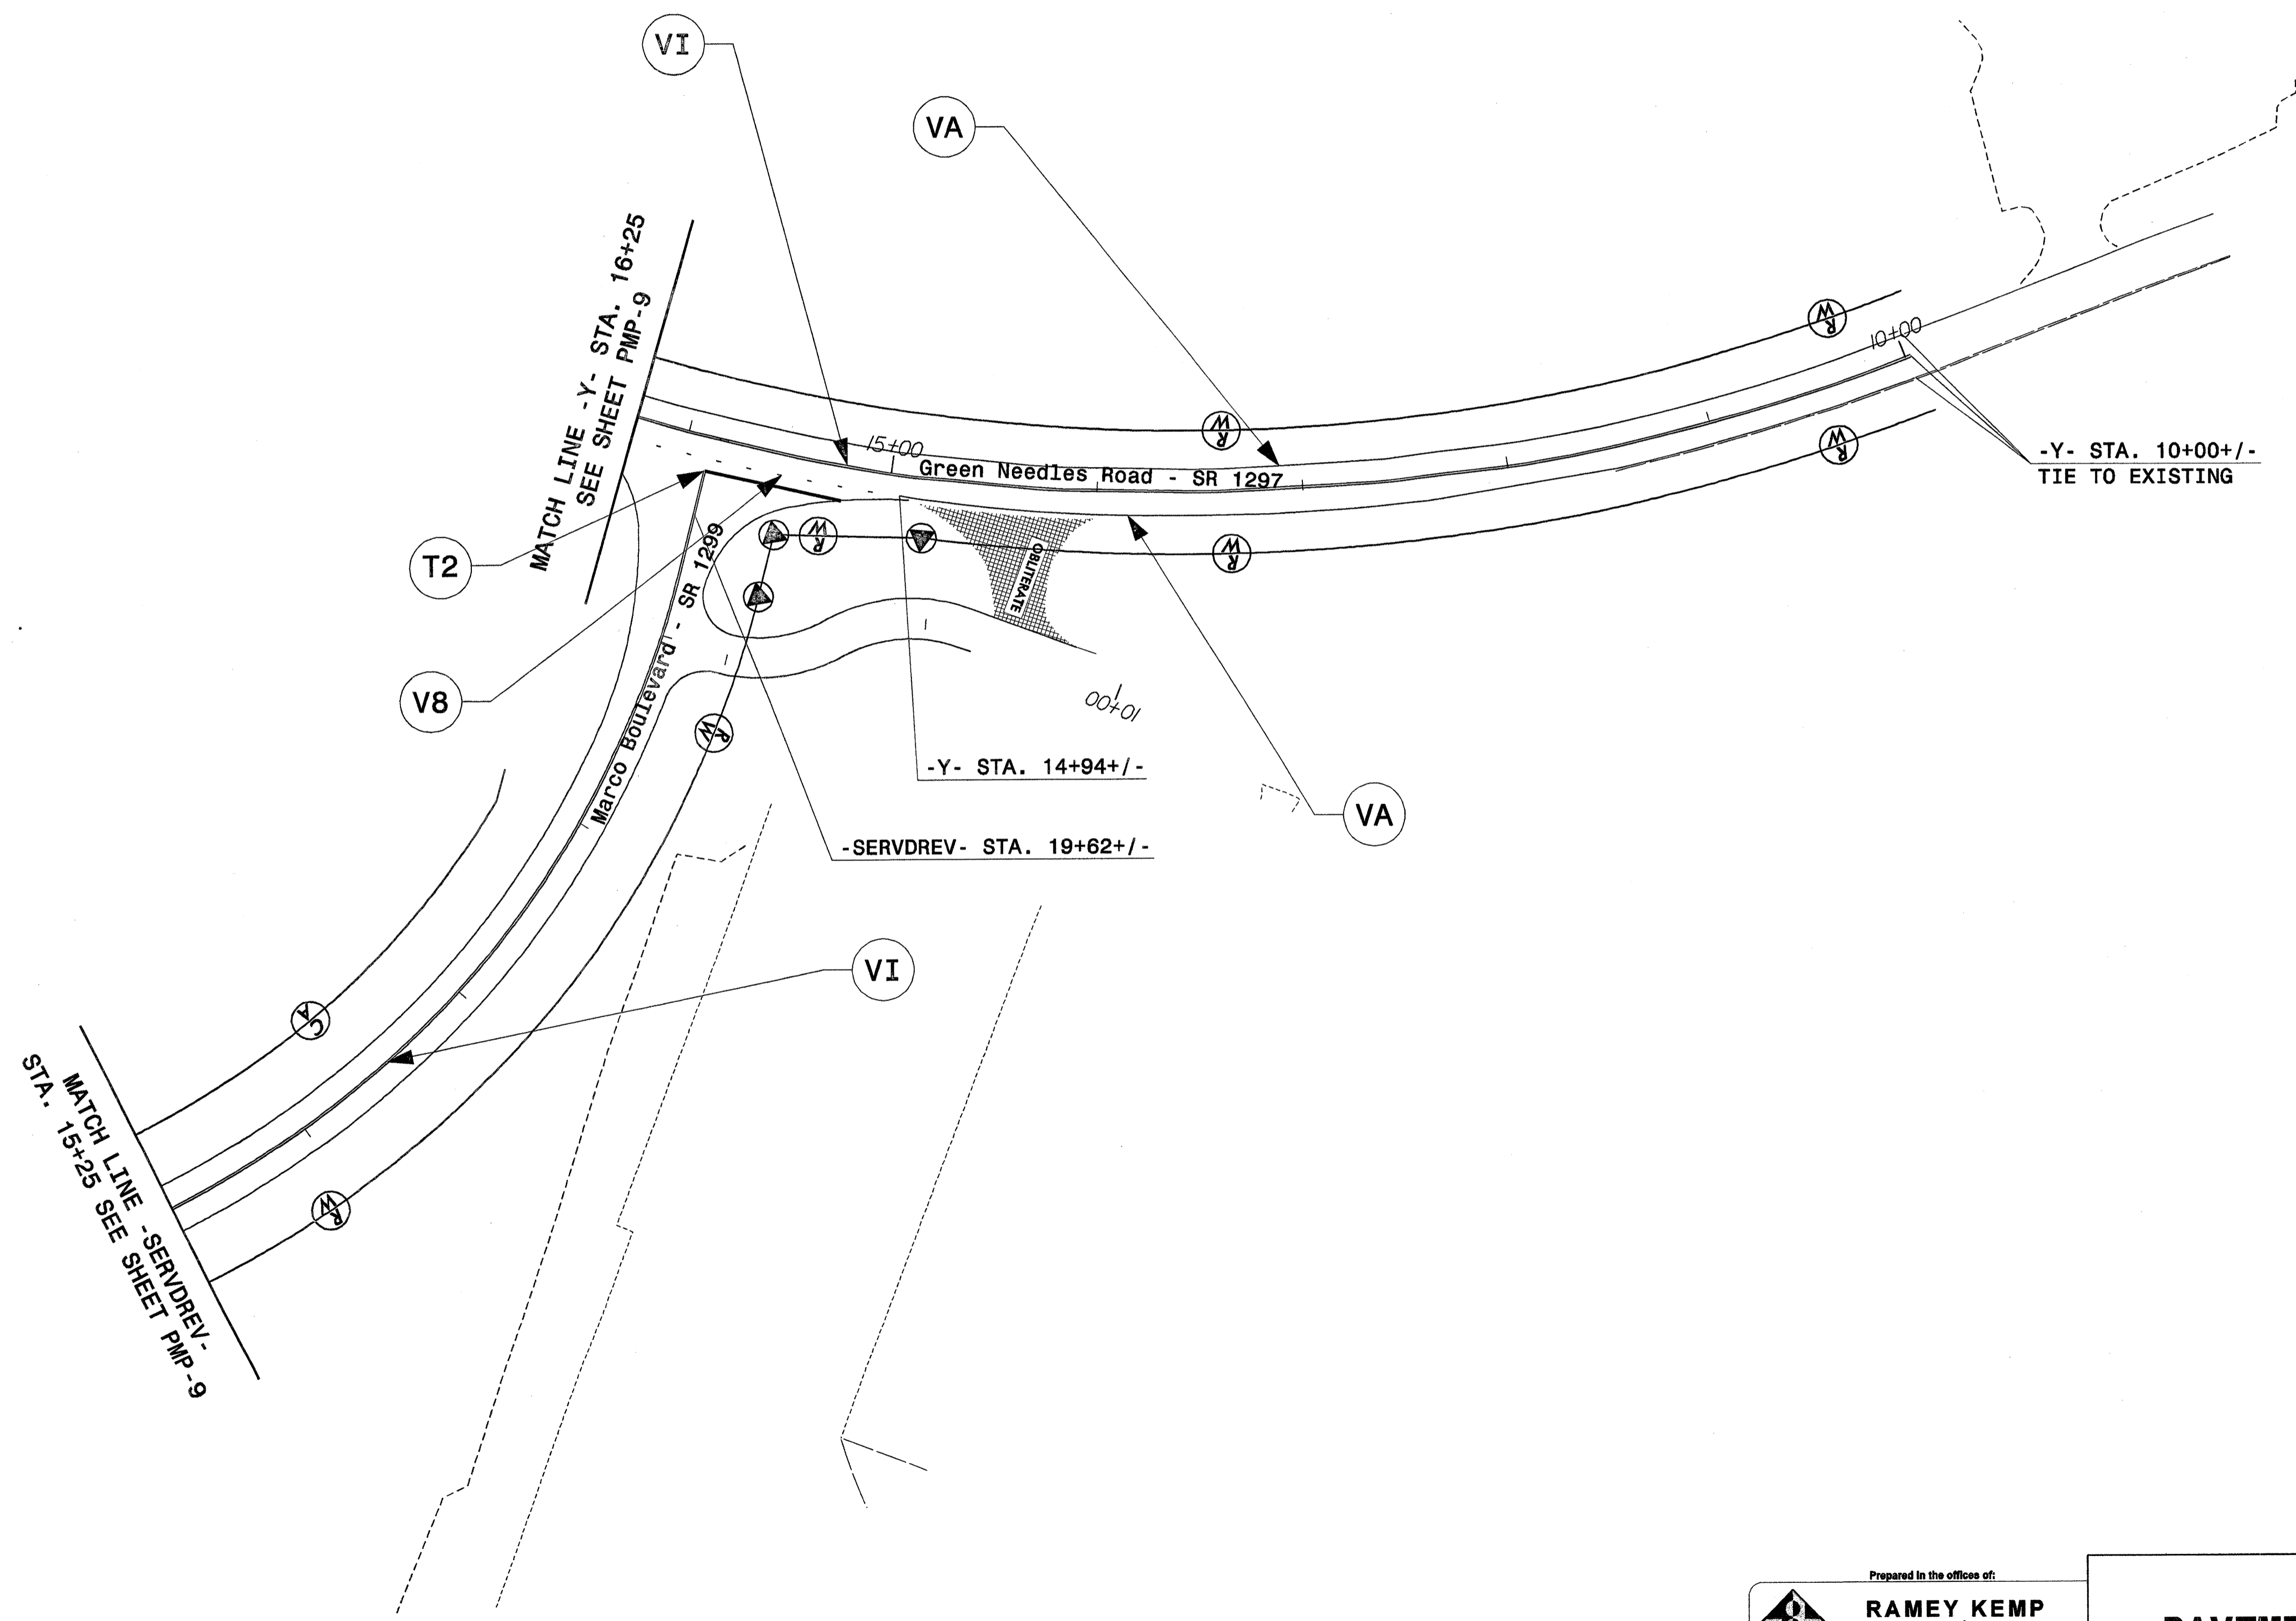 VI
VA
MATCH LINE -Y- STA. 16+25
SEE SHEET PMP-9
R
W
10+00
15+00
R
W
Green Needles Road - SR 1297
R
W
-Y- STA. 10+00+/-
TIE TO EXISTING
T2
R
W
R
W
OBLITERATE
Marco Boulevard - SR 1299
V8
R
W
10+00
-Y- STA. 14+94+/-
VA
-SERVDREV- STA. 19+62+/-
VI
C
A
R
W
MATCH LINE -SERVDREV-
STA. 15+25 SEE SHEET PMP-9
Prepared in the offices of:
RAMEY KEMP